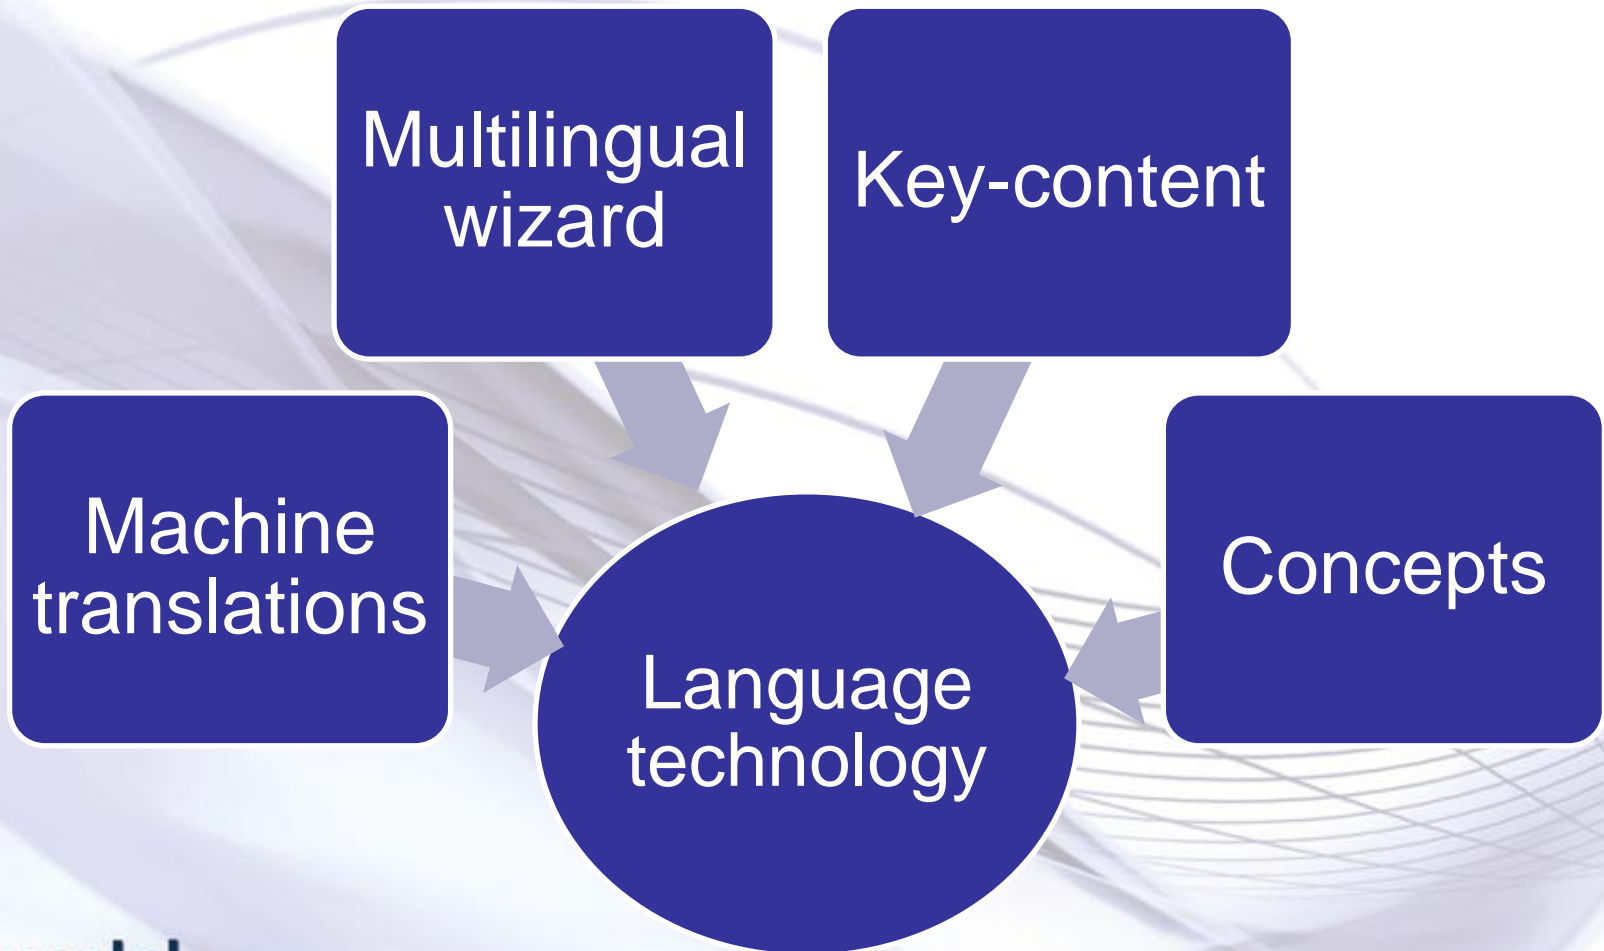 Multilingual
wizard
Key-content
Machine
translations
Concepts
Language
technology